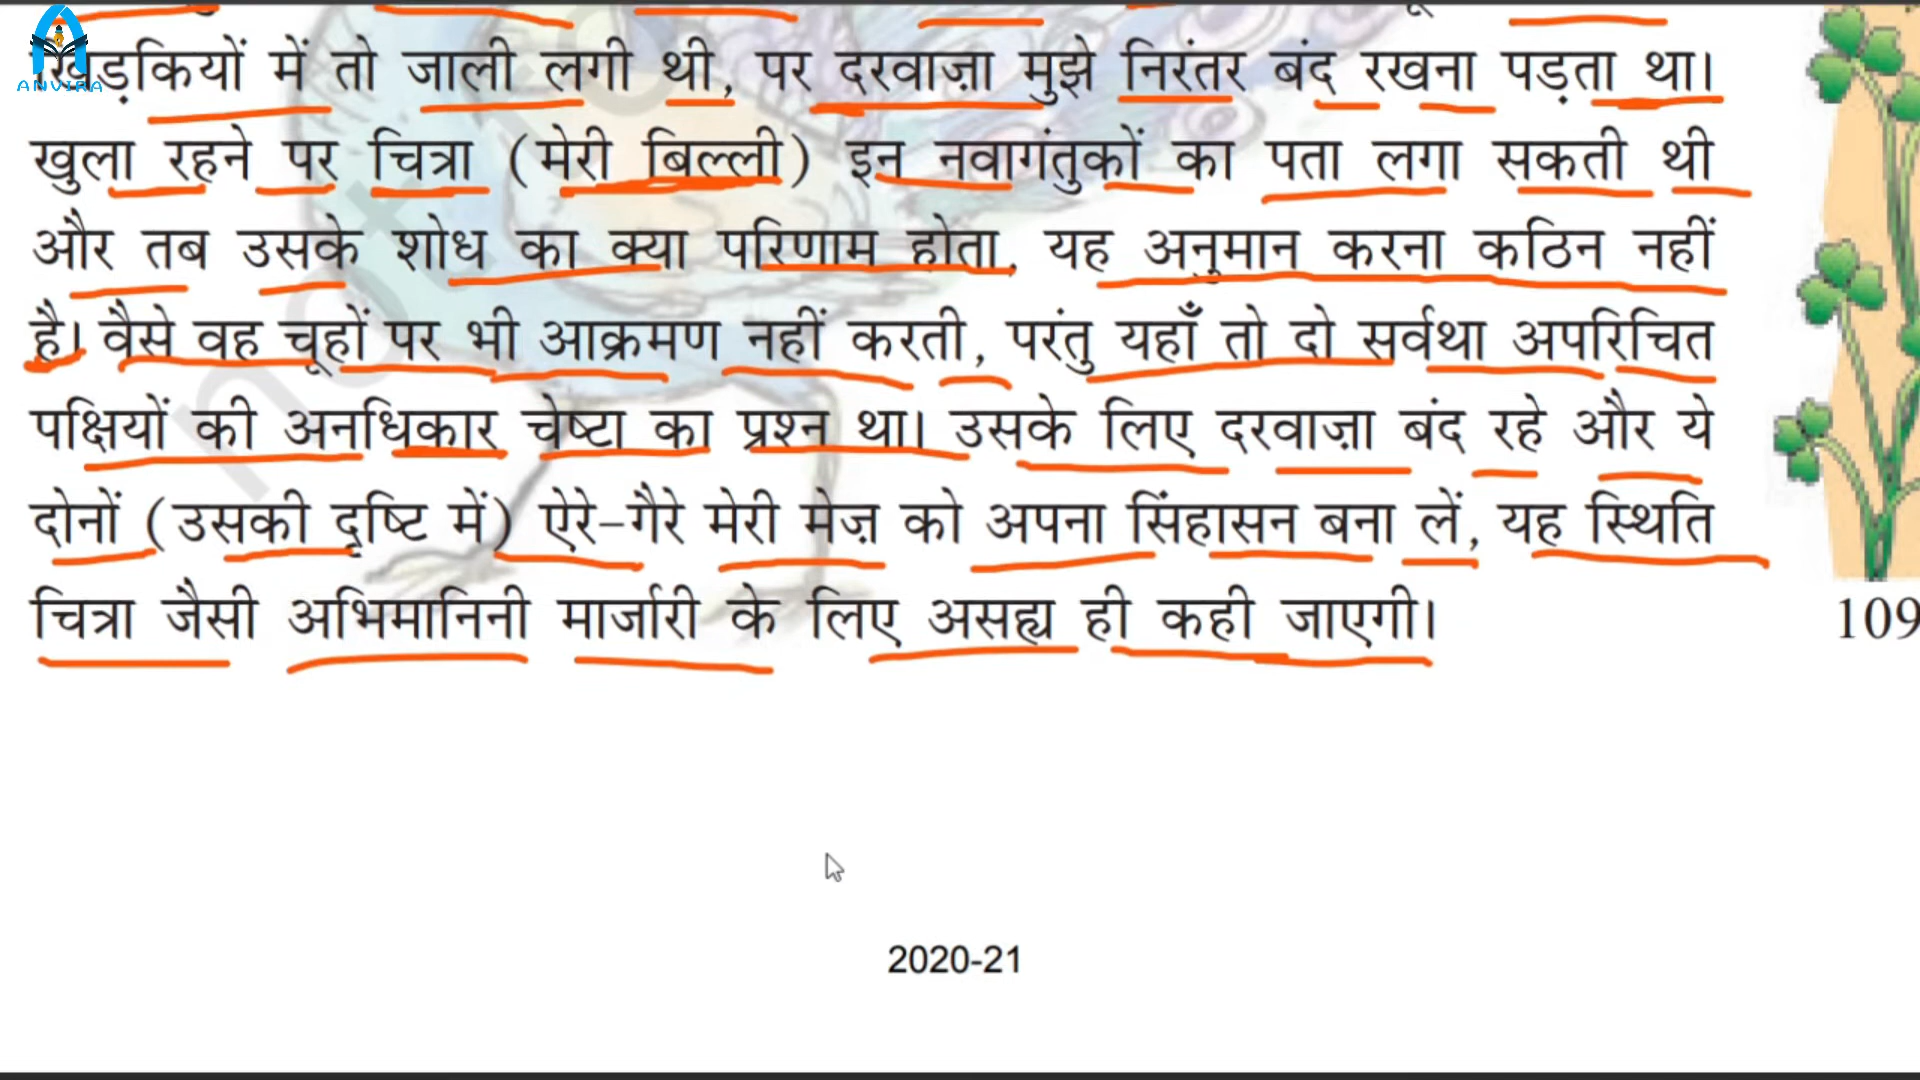 ANVIRA
खिड़कियों में तो जाली लगी थी, पर दरवाज़ा मुझे निरंतर बंद रखना पड़ता था।
खुला रहने पर चित्रा (मेरी बिल्ली) इन नवागंतुकों का पता लगा सकती थी
और तब उसके शोध का क्या परिणाम होता, यह अनुमान करना कठिन नहीं
है। वैसे वह चूहों पर भी आक्रमण नहीं करती, परंतु यहाँ तो दो सर्वथा अपरिचित
पक्षियों की अनधिकार चेष्टा का प्रश्न था। उसके लिए दरवाज़ा बंद रहे और ये
दोनों (उसकी दृष्टि में) ऐरे-गैरे मेरी मेज़ को अपना सिंहासन बना लें, यह स्थिति
चित्रा जैसी अभिमानिनी मार्जारी के लिए असह्य ही कही जाएगी।
109
2020-21